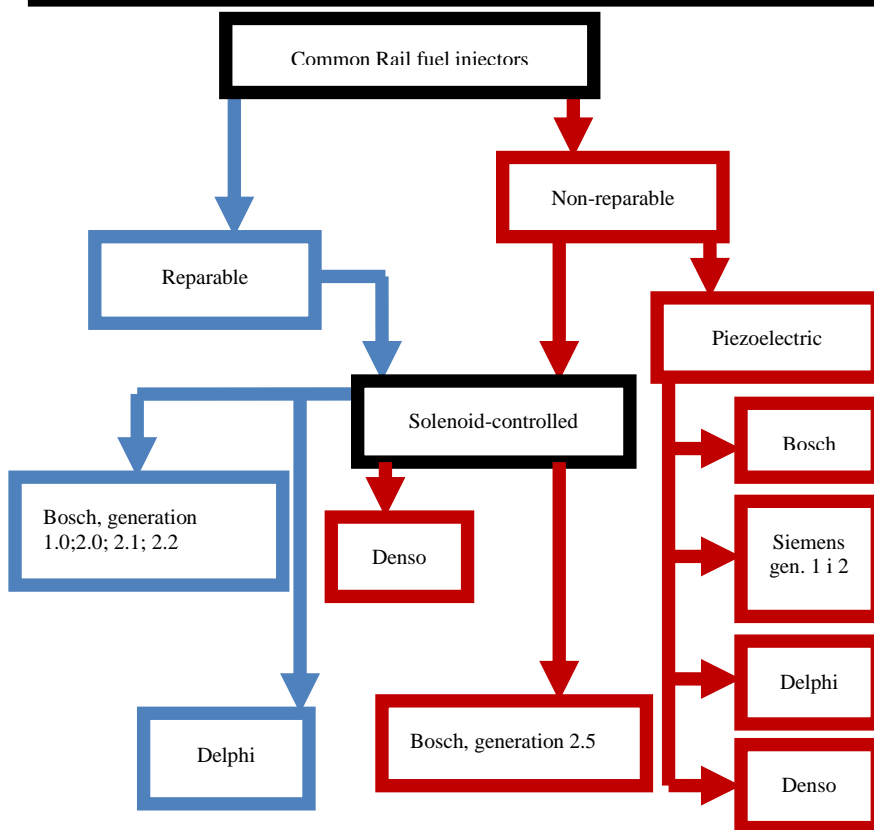 Common Rail fuel injectors
Non-reparable
Reparable
Piezoelectric
Solenoid-controlled
Bosch
Bosch, generation
1.0;2.0; 2.1; 2.2
Denso
Siemens
gen. 1 i 2
Delphi
Bosch, generation 2.5
Delphi
Denso